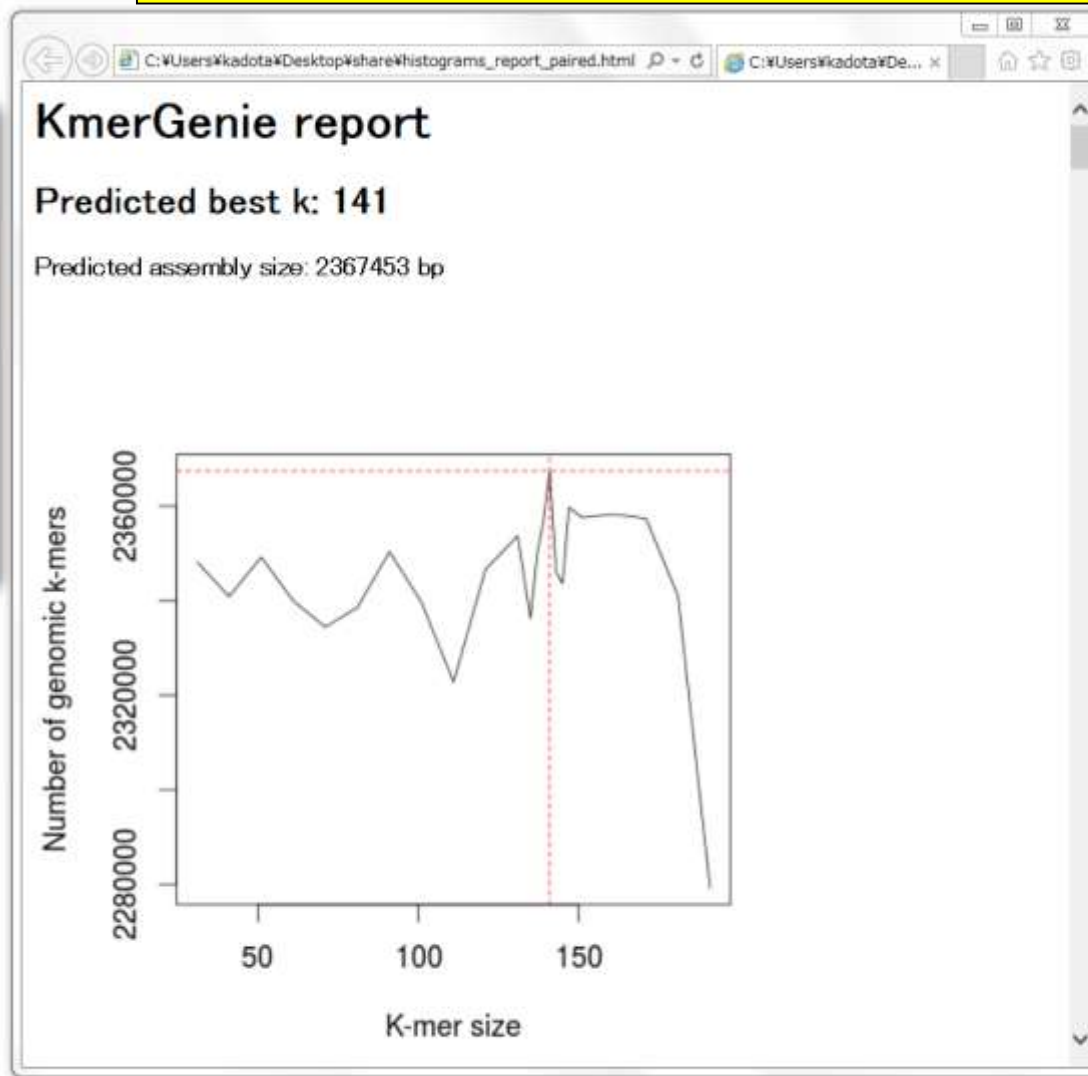 C:¥Users¥kadota¥Desktop¥share¥histograms_report_paired.html
C:¥Users¥kadota¥De... ×
KmerGenie report
Predicted best k: 141
Predicted assembly size: 2367453 bp
Number of genomic k-mers
2360000
2320000
2280000
50 100 150
K-mer size